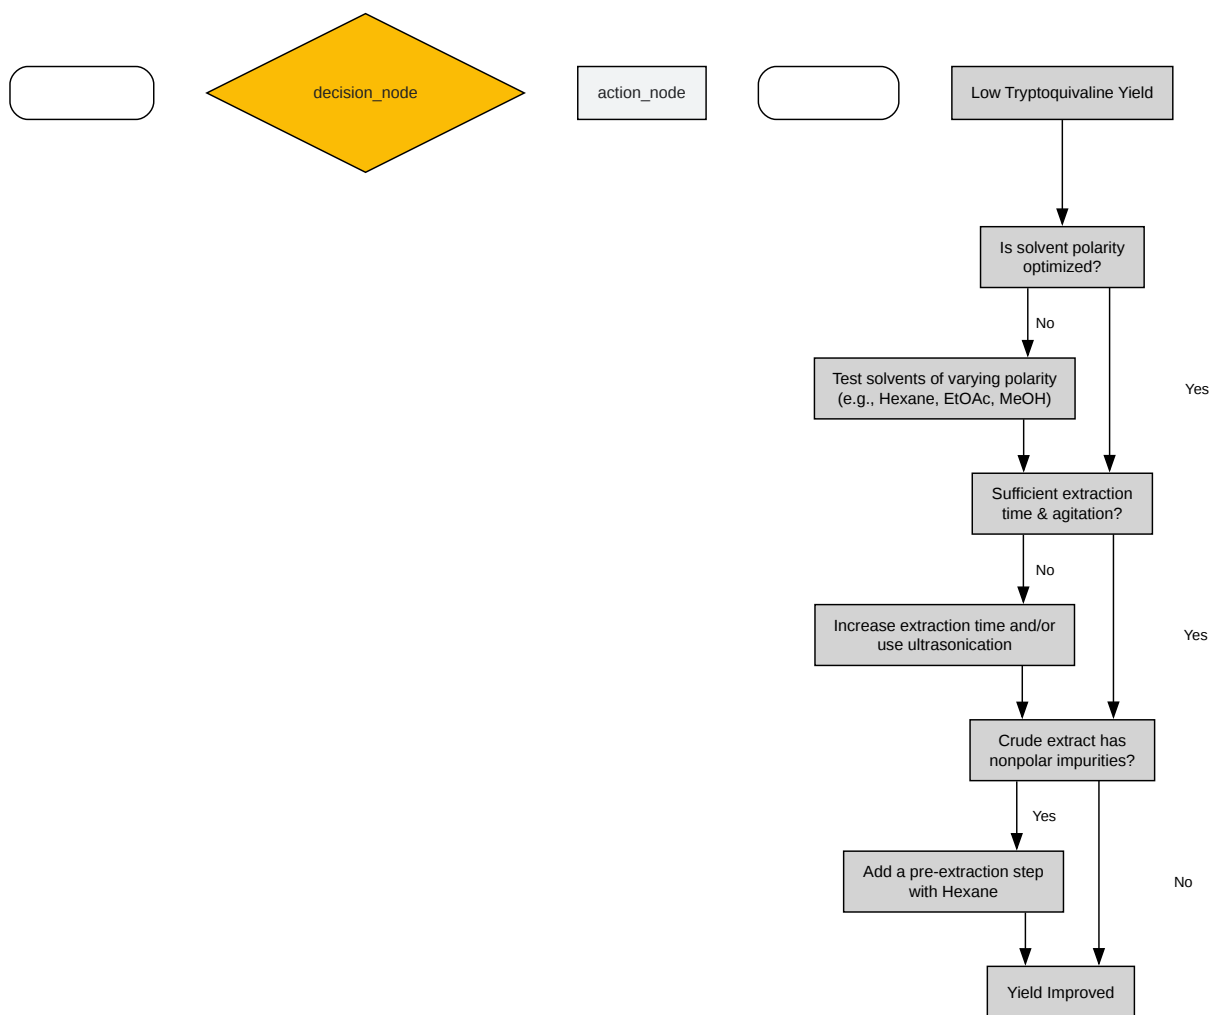 decision_node
action_node
Low Tryptoquivaline Yield
Is solvent polarity
optimized?
No
Test solvents of varying polarity
(e.g., Hexane, EtOAc, MeOH)
Yes
Sufficient extraction
time & agitation?
No
Increase extraction time and/or
use ultrasonication
Yes
Crude extract has
nonpolar impurities?
Yes
Add a pre-extraction step
with Hexane
No
Yield Improved